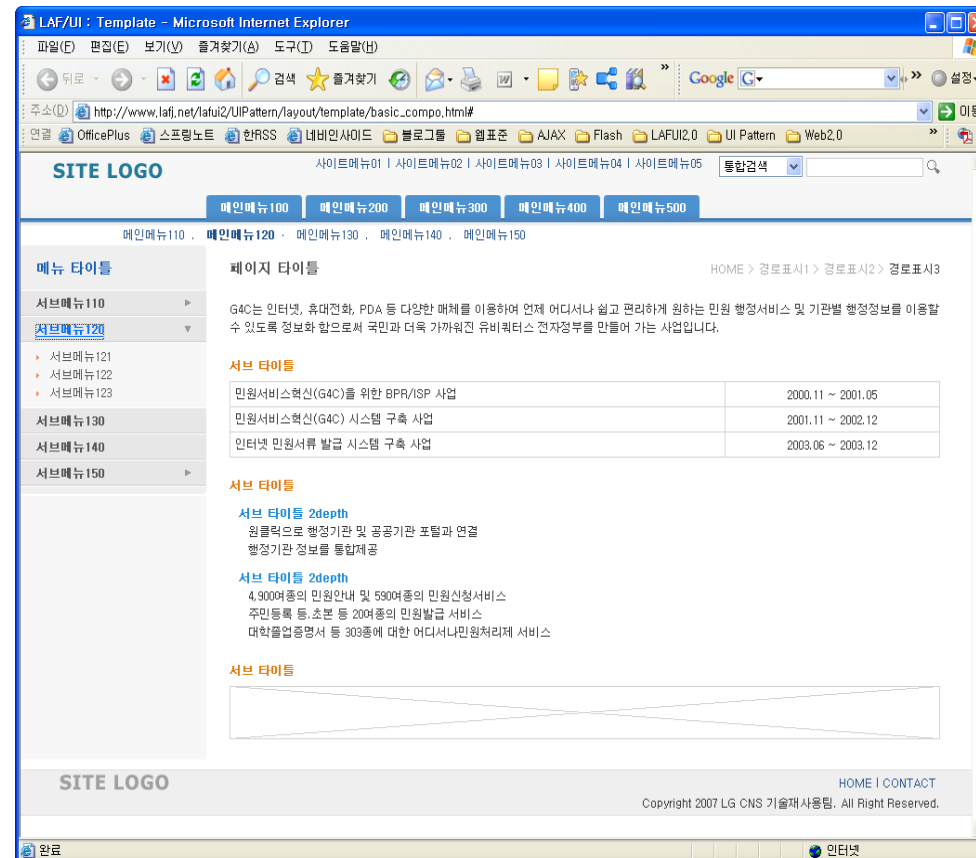 LAF/UI : Template - Microsoft Internet Explorer
파일(F) 편집(E) 보기(V) 즐겨찾기(A) 도구(T) 도움말(H)
뒤로 검색 즐겨찾기 W » Google G 설정
주소(D) http://www.lafj.net/lafui2/UIPattern/layout/template/basic_compo.html#
연결 OfficePlus 스프링노트 한RSS 네비인사이드 블로그들 웹표준 AJAX Flash LAFUI2.0 UI Pattern Web2.0 »
SITE LOGO 사이트메뉴01 | 사이트메뉴02 | 사이트메뉴03 | 사이트메뉴04 | 사이트메뉴05 통합검색
메인메뉴100 메인메뉴200 메인메뉴300 메인메뉴400 메인메뉴500
메인메뉴110 . 메인메뉴120 · 메인메뉴130 . 메인메뉴140 . 메인메뉴150
메뉴 타이틀
서브메뉴110
서브메뉴120
서브메뉴121
서브메뉴122
서브메뉴123
서브메뉴130
서브메뉴140
서브메뉴150
페이지 타이틀 HOME > 경로표시1 > 경로표시2 > 경로표시3
G4C는 인터넷, 휴대전화, PDA 등 다양한 매체를 이용하여 언제 어디서나 쉽고 편리하게 원하는 민원 행정서비스 및 기관별 행정정보를 이용할
수 있도록 정보화 함으로써 국민과 더욱 가까워진 유비쿼터스 전자정부를 만들어 가는 사업입니다.
서브 타이틀
민원서비스혁신(G4C)을 위한 BPR/ISP 사업 2000.11 ~ 2001.05
민원서비스혁신(G4C) 시스템 구축 사업 2001.11 ~ 2002.12
인터넷 민원서류 발급 시스템 구축 사업 2003.06 ~ 2003.12
서브 타이틀
서브 타이틀 2depth
원클릭으로 행정기관 및 공공기관 포털과 연결
행정기관 정보를 통합제공
서브 타이틀 2depth
4,900여종의 민원안내 및 590여종의 민원신청서비스
주민등록 등.초본 등 20여종의 민원발급 서비스
대학졸업증명서 등 303종에 대한 어디서나민원처리제 서비스
서브 타이틀
SITE LOGO HOME | CONTACT
Copyright 2007 LG CNS 기술재사용팀. All Right Reserved.
완료 인터넷